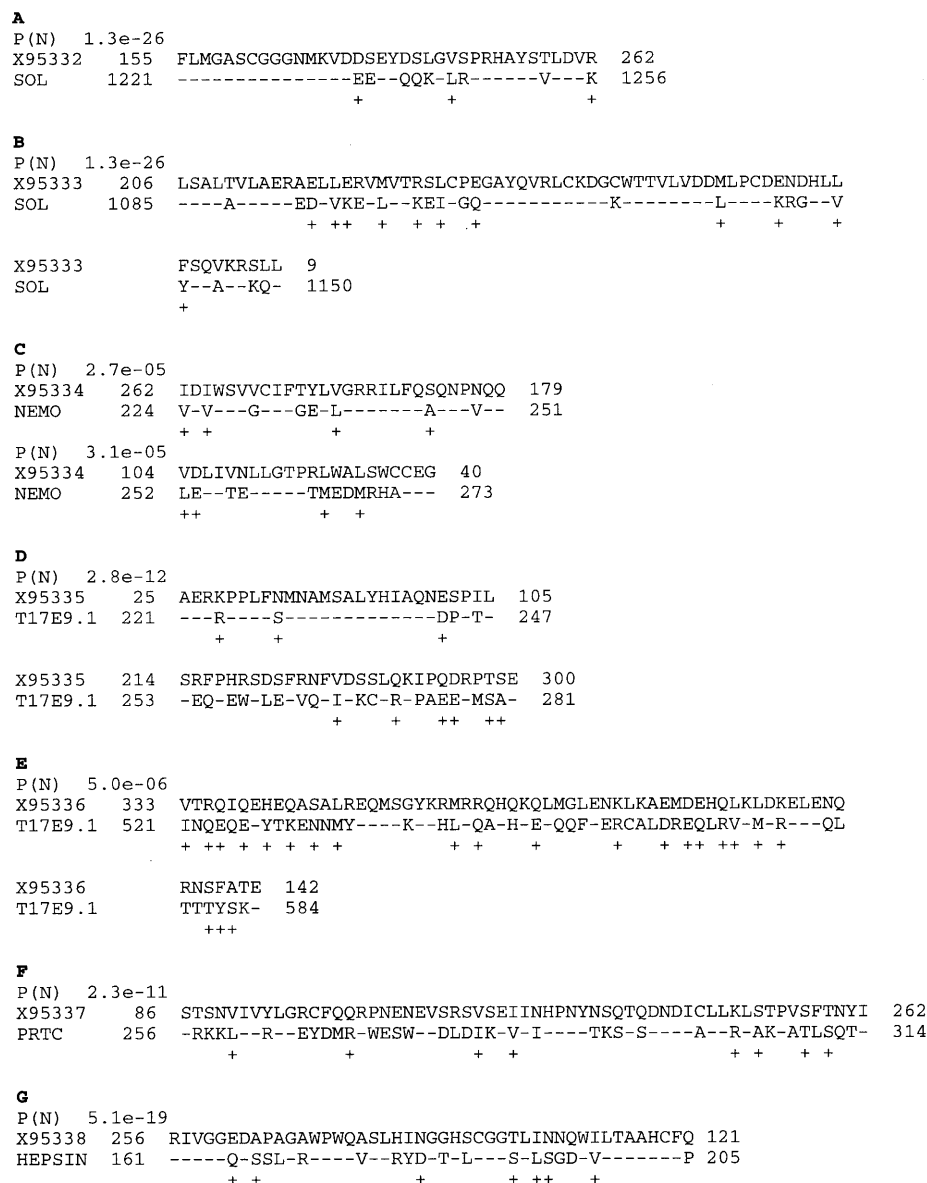 A
P(N) 1.3e-26
X95332 155 FLMGASCGGGNMKVDDSEYDSLGVSPRHAYSTLDVR 262
SOL 1221 ---------------EE--QQK-LR------V---K 1256
+ + +
B
P(N) 1.3e-26
X95333 206 LSALTVLAERAELLERVMVTRSLCPEGAYQVRLCKDGCWTTVLVDDMLPCDENDHLL
SOL 1085 ----A-----ED-VKE-L--KEI-GQ-----------K--------L----KRG--V
+ ++ + + + + + + +
X95333 FSQVKRSLL 9
SOL Y--A--KQ- 1150
+
C
P(N) 2.7e-05
X95334 262 IDIWSVVCIFTYLVGRRILFQSQNPNQQ 179
NEMO 224 V-V---G---GE-L-------A---V-- 251
+ + + +
P(N) 3.1e-05
X95334 104 VDLIVNLLGTPRLWALSWCCEG 40
NEMO 252 LE--TE-----TMEDMRHA--- 273
++ + +
D
P(N) 2.8e-12
X95335 25 AERKPPLFNMNAMSALYHIAQNESPIL 105
T17E9.1 221 ---R----S-------------DP-T- 247
+ + +
X95335 214 SRFPHRSDSFRNFVDSSLQKIPQDRPTSE 300
T17E9.1 253 -EQ-EW-LE-VQ-I-KC-R-PAEE-MSA- 281
+ + ++ ++
E
P(N) 5.0e-06
X95336 333 VTRQIQEHEQASALREQMSGYKRMRRQHQKQLMGLENKLKAEMDEHQLKLDKELENQ
T17E9.1 521 INQEQE-YTKENNMY----K--HL-QA-H-E-QQF-ERCALDREQLRV-M-R---QL
+ ++ + + + + + + + + + + ++ ++ + +
X95336 RNSFATE 142
T17E9.1 TTTYSK- 584
+++
F
P(N) 2.3e-11
X95337 86 STSNVIVYLGRCFQQRPNENEVSRSVSEIINHPNYNSQTQDNDICLLKLSTPVSFTNYI 262
PRTC 256 -RKKL--R--EYDMR-WESW--DLDIK-V-I----TKS-S----A--R-AK-ATLSQT- 314
+ + + + + + + +
G
P(N) 5.1e-19
X95338 256 RIVGGEDAPAGAWPWQASLHINGGHSCGGTLINNQWILTAAHCFQ 121
HEPSIN 161 -----Q-SSL-R----V--RYD-T-L---S-LSGD-V-------P 205
+ + + + ++ +